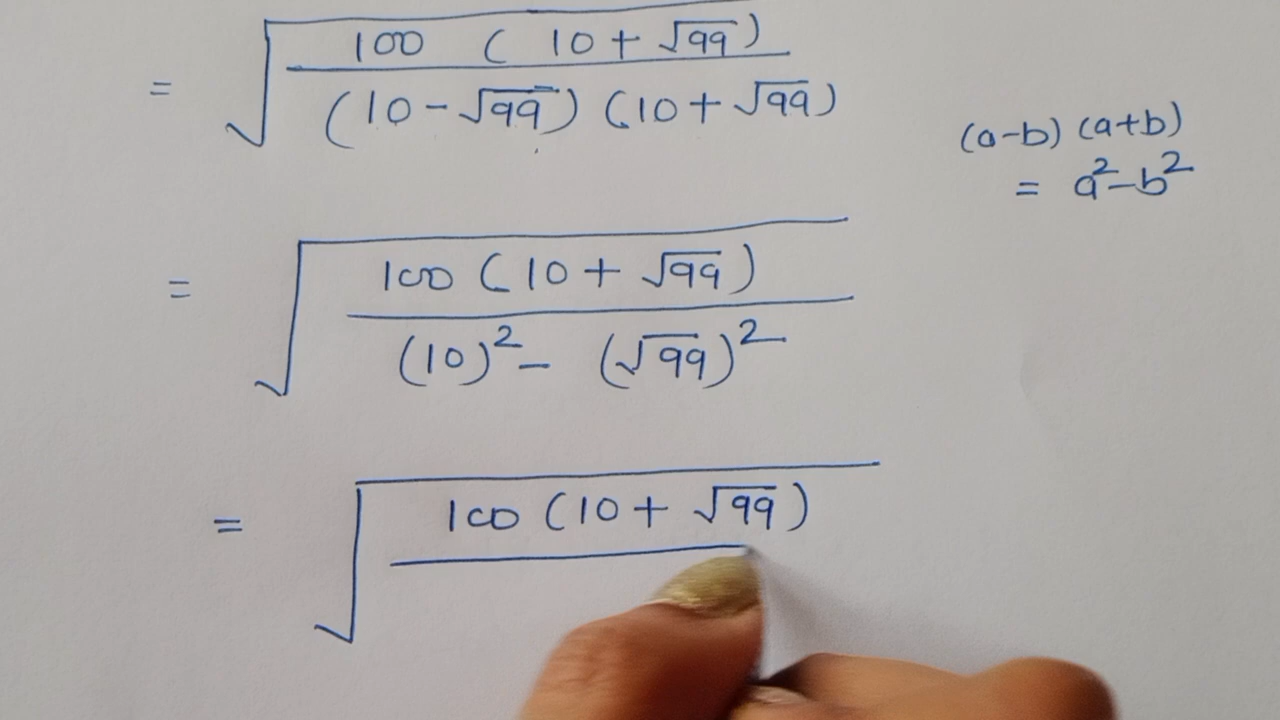 = √(100 (10 + √99) / (10 - √99) (10 + √99))
(a-b) (a+b)
= a²-b²
= √(100 (10 + √99) / (10)² - (√99)²)
= √(100 (10 + √99)